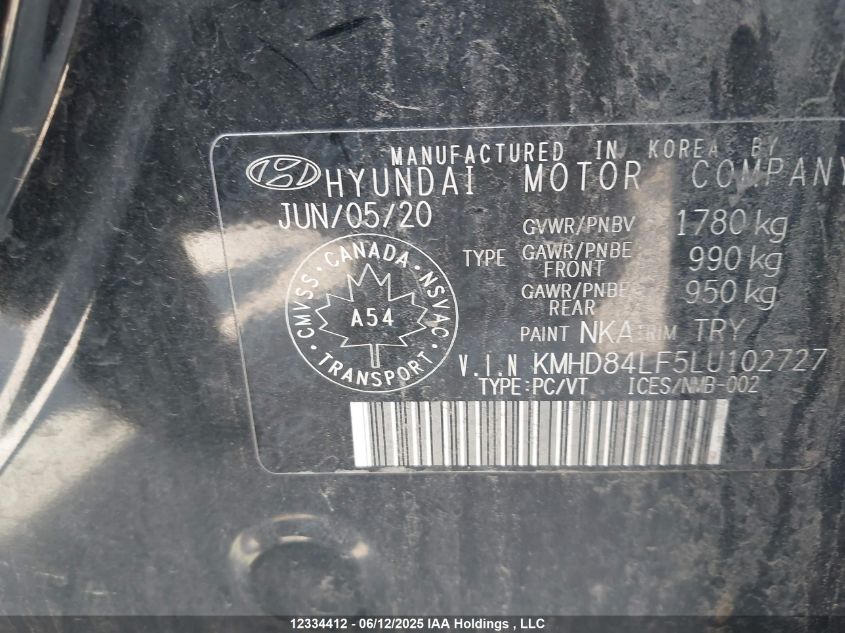 MANUFACTURED IN KOREA BY
HYUNDAI MOTOR COMPANY
JUN/05/20
GVWR/PNBV 1780 kg
TYPE GAWR/PNBE FRONT 990 kg
GAWR/PNBE REAR 950 kg
CANADA · NSVAC · TRANSPORT · CMVSS ·
A54
PAINT NKA TRIM TRY
V.I.N KMHD84LF5LU102727
TYPE:PC/VT ICES/NMB-002
12334412 - 06/12/2025 IAA Holdings , LLC